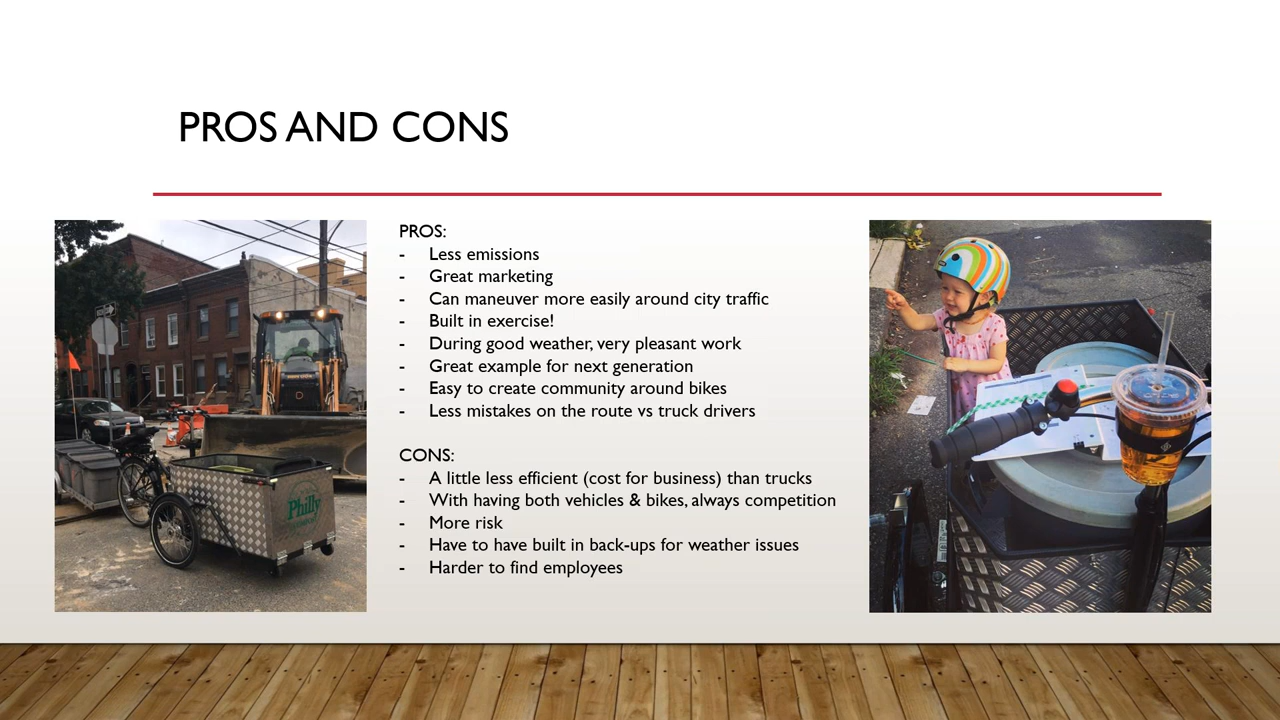 PROS AND CONS
PROS:
- Less emissions
- Great marketing
- Can maneuver more easily around city traffic
- Built in exercise!
- During good weather, very pleasant work
- Great example for next generation
- Easy to create community around bikes
- Less mistakes on the route vs truck drivers
CONS:
- A little less efficient (cost for business) than trucks
- With having both vehicles & bikes, always competition
- More risk
- Have to have built in back-ups for weather issues
- Harder to find employees
Philly